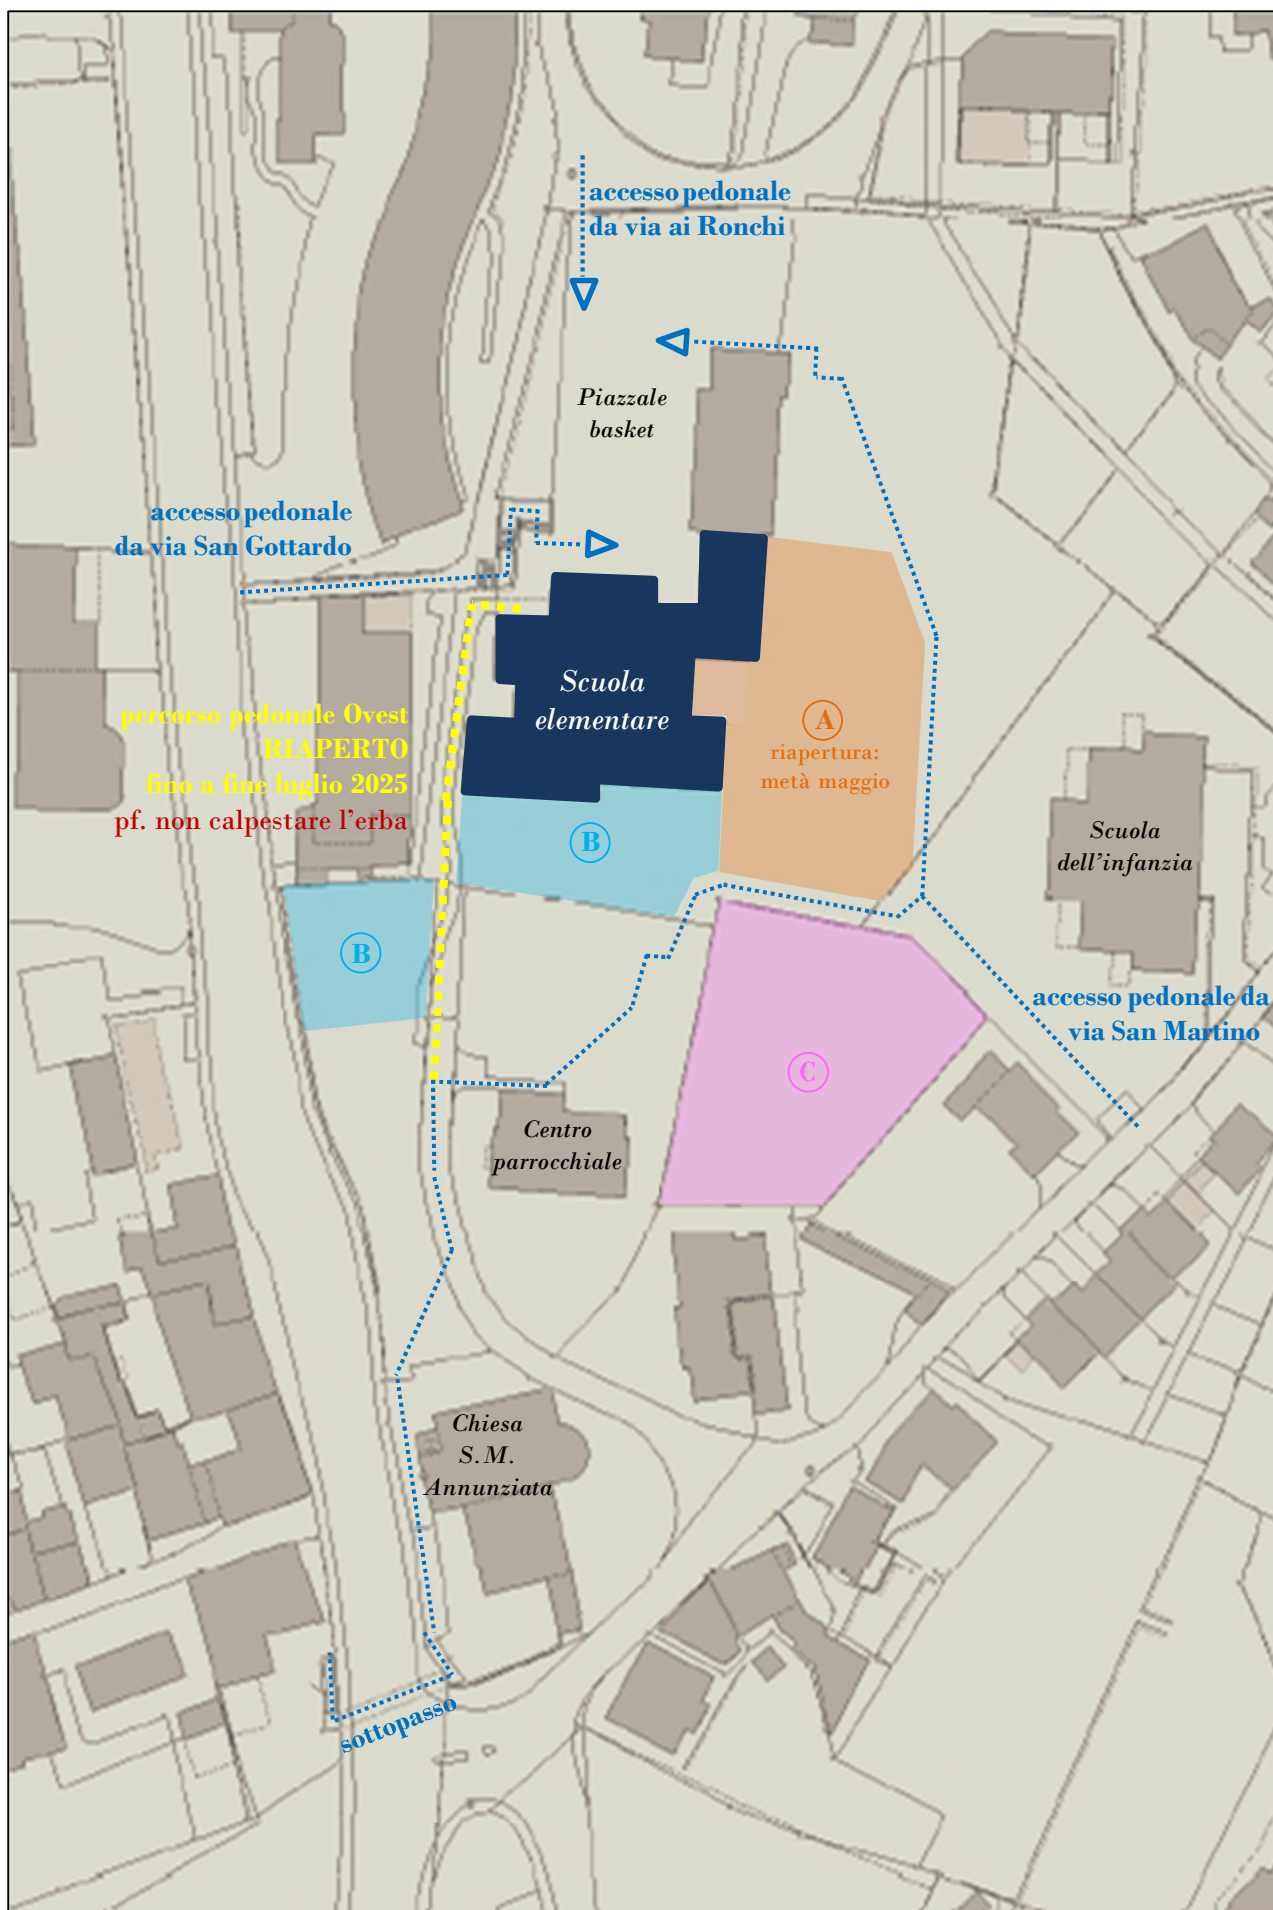 accesso pedonale
da via ai Ronchi
Piazzale
basket
accesso pedonale
da via San Gottardo
Scuola
elementare
percorso pedonale Ovest
RIAPERTO
fino a fine luglio 2025
pf. non calpestare l'erba
A
riapertura:
metà maggio
B
Scuola
dell'infanzia
B
accesso pedonale da
via San Martino
C
Centro
parrocchiale
Chiesa
S.M.
Annunziata
sottopasso